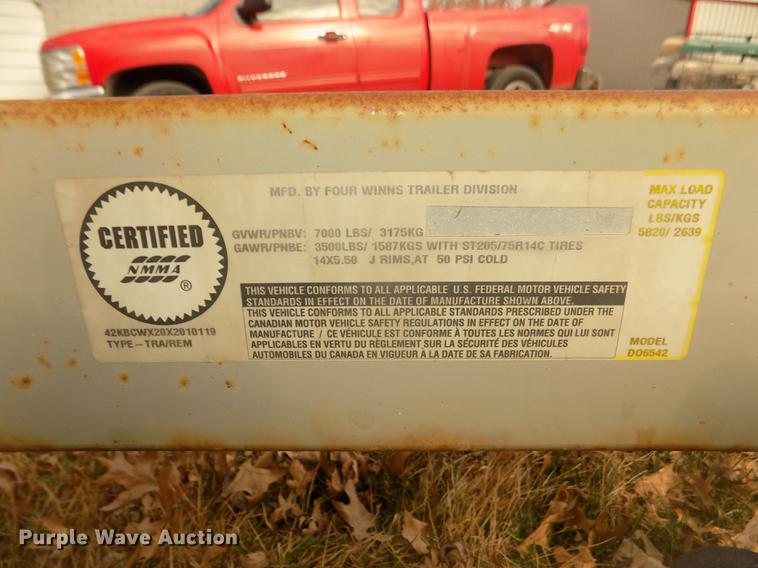 SILVERADO
4X4
MFD. BY FOUR WINNS TRAILER DIVISION
MAX.LOAD
CAPACITY
LBS/KGS
5820/ 2639
CERTIFIED
NMMA
®
GVWR/PNBV: 7000 LBS/ 3175KG
GAWR/PNBE: 3500LBS/ 1587KGS WITH ST205/75R14C TIRES
14X5.50 J RIMS,AT 50 PSI COLD
THIS VEHICLE CONFORMS TO ALL APPLICABLE U.S. FEDERAL MOTOR VEHICLE SAFETY
STANDARDS IN EFFECT ON THE DATE OF MANUFACTURE SHOWN ABOVE.
THIS VEHICLE CONFORMS TO ALL APPLICABLE STANDARDS PRESCRIBED UNDER THE
CANADIAN MOTOR VEHICLE SAFETY REGULATIONS IN EFFECT ON THE DATE OF
MANUFACTURE / CE VÉHICULE EST CONFORME À TOUTES LES NORMES QUI LUI SONT
APPLICABLES EN VERTU DU RÈGLEMENT SUR LA SÉCURITÉ DES VÉHICLES
AUTOMOBILES DU CANADA EN VIGUEUR À LA DATE DE SA FABRICATION.
42KBCWX20X2010119
TYPE – TRA/REM
MODEL
DO6542
Purple Wave Auction